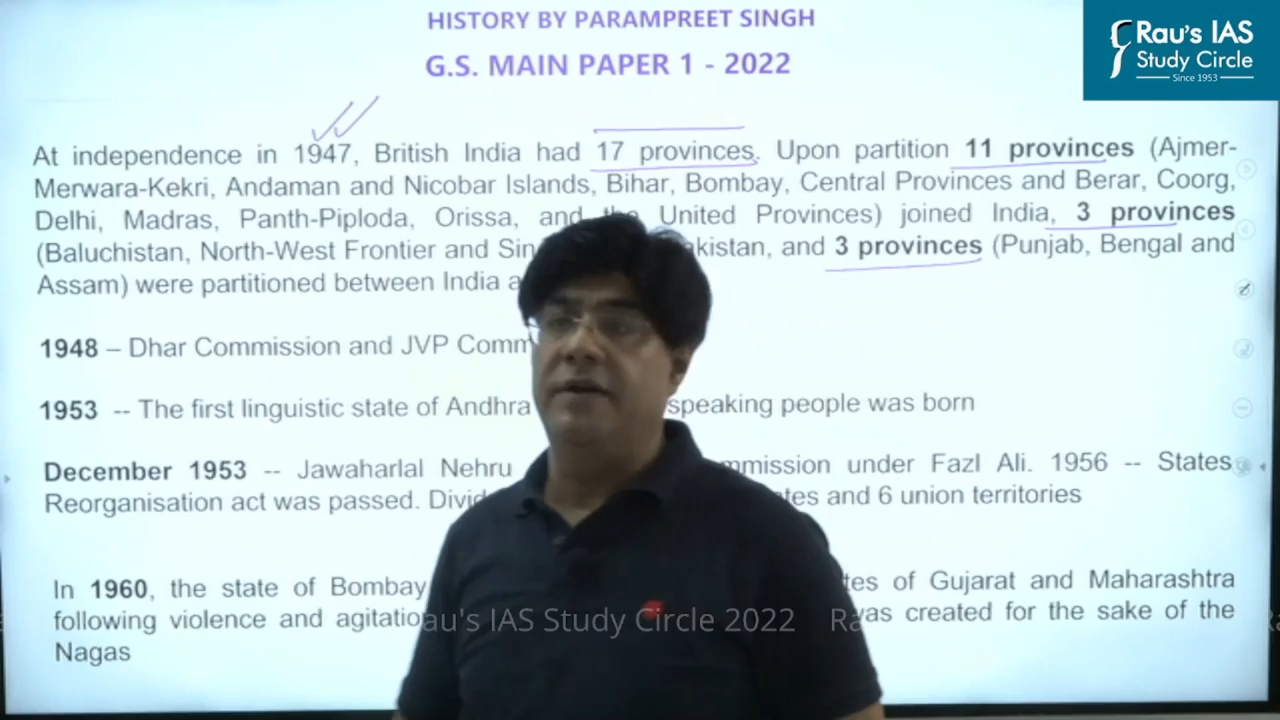 HISTORY BY PARAMPREET SINGH
G.S. MAIN PAPER 1 - 2022
Rau's IAS
Study Circle
Since 1953
At independence in 1947, British India had 17 provinces. Upon partition 11 provinces (Ajmer-
Merwara-Kekri, Andaman and Nicobar Islands, Bihar, Bombay, Central Provinces and Berar, Coorg,
Delhi, Madras, Panth-Piploda, Orissa, and the United Provinces) joined India, 3 provinces
(Baluchistan, North-West Frontier and Sin kistan, and 3 provinces (Punjab, Bengal and
Assam) were partitioned between India a
1948 – Dhar Commission and JVP Comm
1953 -- The first linguistic state of Andhra speaking people was born
December 1953 -- Jawaharlal Nehru mmission under Fazl Ali. 1956 -- States
Reorganisation act was passed. Divid tes and 6 union territories
In 1960, the state of Bombay tes of Gujarat and Maharashtra
following violence and agitatio as created for the sake of the
Nagas
au's IAS Study Circle 2022 Ra